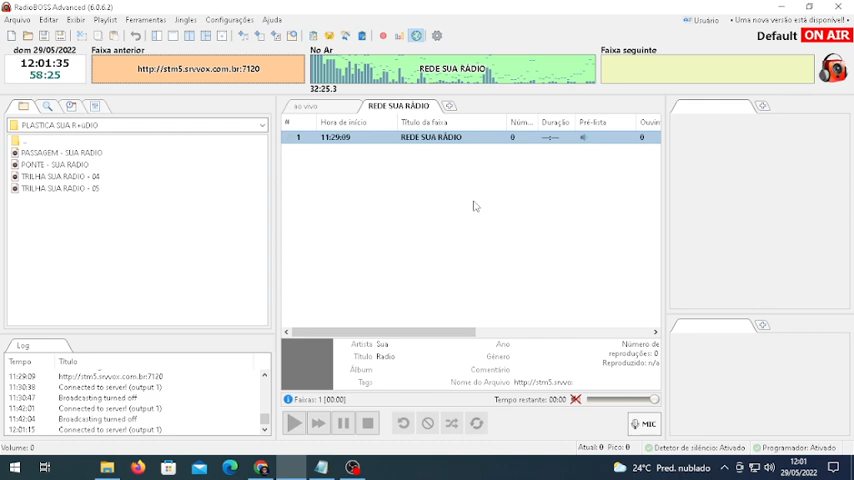 RadioBOSS Advanced (6.0.6.2)
Arquivo Editar Exibir Playlist Ferramentas Jingles Configurações Ajuda
Usuário • Uma nova versão está disponível! •
Default ON AIR
dom 29/05/2022
12:01:35
58:25
Faixa anterior
http://stm5.srvvox.com.br:7120
No Ar
REDE SUA RÁDIO
32:25.3
Faixa seguinte
PLASTICA SUA R+úDIO
..
PASSAGEM - SUA RADIO
PONTE - SUA RADIO
TRILHA SUA RADIO - 04
TRILHA SUA RADIO - 05
ao vivo REDE SUA RÁDIO
# Hora de início Título da faixa Núm... Duração Pré-lista Ouvin
1 11:29:09 REDE SUA RÁDIO 0 --:-- 0
Artista Sua
Título Radio
Álbum
Tags
Ano
Gênero
Comentário
Nome do Arquivo http://stm5.srvvo:
Número de
reproduções: 0
Reproduzido: n/a
Faixas: 1 [00:00]
Tempo restante: 00:00
MIC
Log
Tempo Título
11:29:09 http://stm5.srvvox.com.br:7120
11:30:38 Connected to server! (output 1)
11:30:47 Broadcasting turned off
11:42:01 Connected to server! (output 1)
11:42:04 Broadcasting turned off
12:01:15 Connected to server! (output 1)
Volume: 0
Atual: 0 Pico: 0
Detetor de silêncio: Ativado
Programador: Ativado
24°C Pred. nublado
12:01
29/05/2022